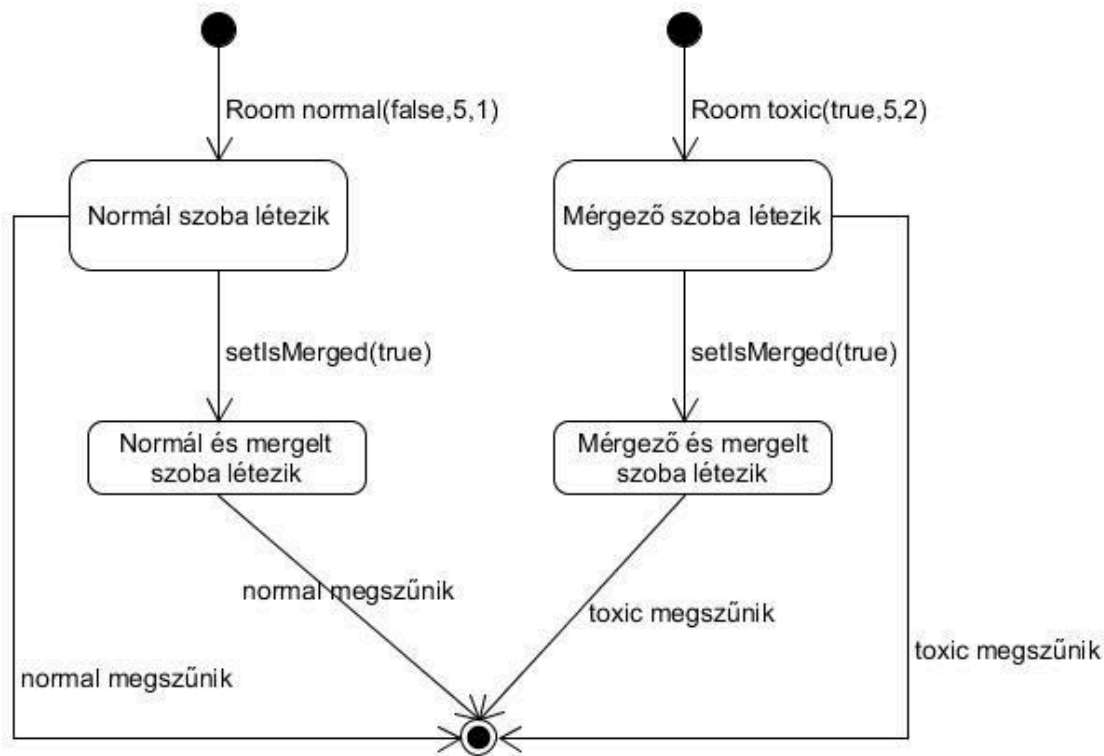 Room normal(false,5,1)
Room toxic(true,5,2)
Normál szoba létezik
Mérgező szoba létezik
setIsMerged(true)
setIsMerged(true)
Normál és mergelt
szoba létezik
Mérgező és mergelt
szoba létezik
normal megszűnik
toxic megszűnik
normal megszűnik
toxic megszűnik